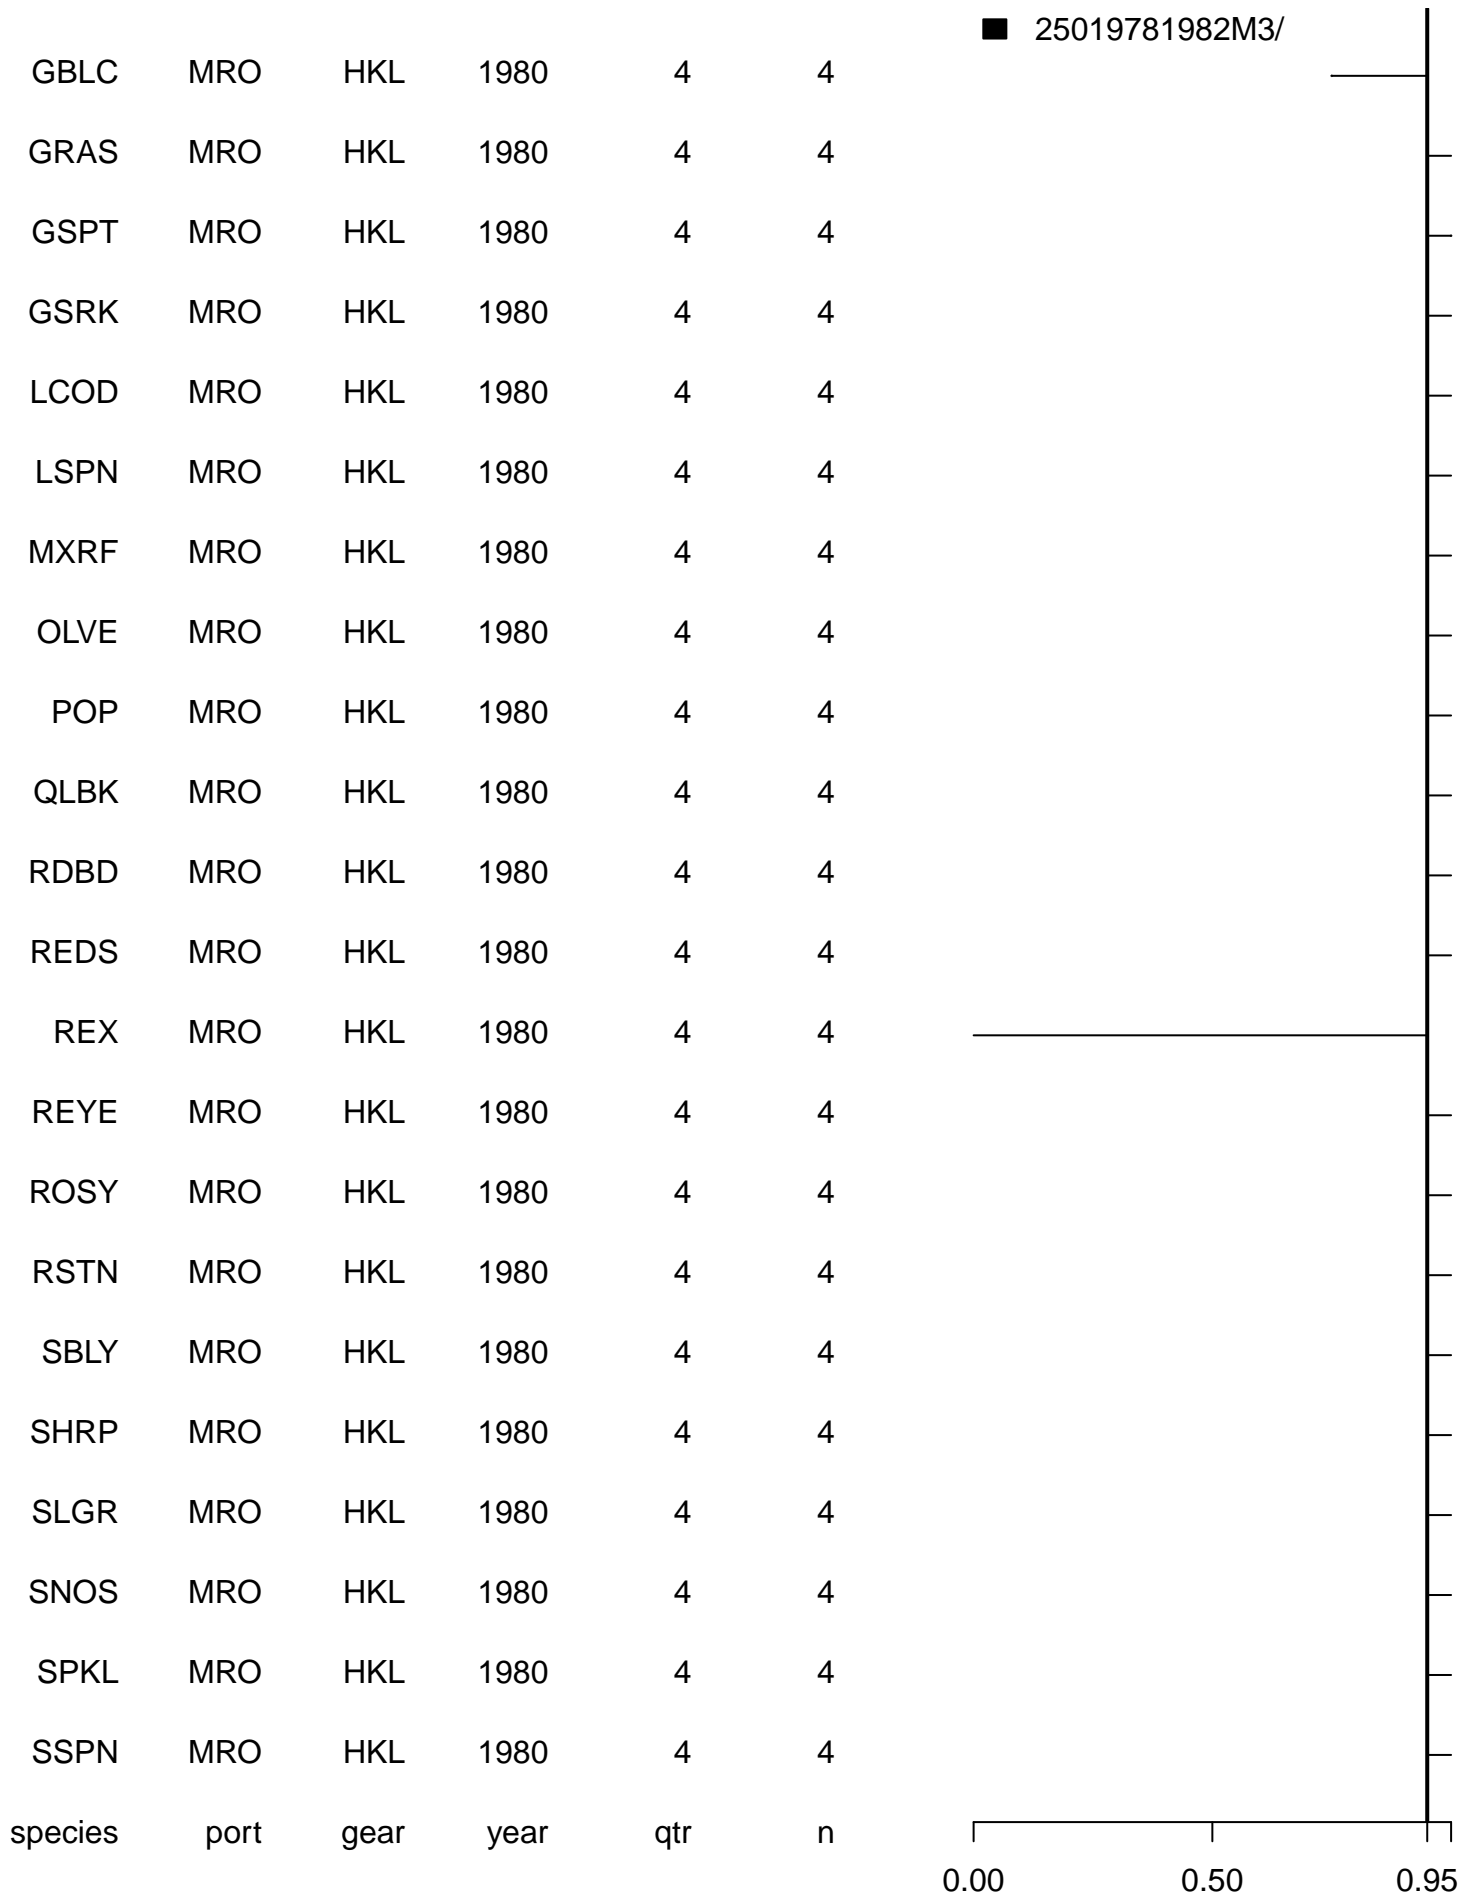 25019781982M3/
GBLC MRO HKL 1980 4 4
GRAS MRO HKL 1980 4 4
GSPT MRO HKL 1980 4 4
GSRK MRO HKL 1980 4 4
LCOD MRO HKL 1980 4 4
LSPN MRO HKL 1980 4 4
MXRF MRO HKL 1980 4 4
OLVE MRO HKL 1980 4 4
POP MRO HKL 1980 4 4
QLBK MRO HKL 1980 4 4
RDBD MRO HKL 1980 4 4
REDS MRO HKL 1980 4 4
REX MRO HKL 1980 4 4
REYE MRO HKL 1980 4 4
ROSY MRO HKL 1980 4 4
RSTN MRO HKL 1980 4 4
SBLY MRO HKL 1980 4 4
SHRP MRO HKL 1980 4 4
SLGR MRO HKL 1980 4 4
SNOS MRO HKL 1980 4 4
SPKL MRO HKL 1980 4 4
SSPN MRO HKL 1980 4 4
species port gear year qtr n
0.00 0.50 0.95